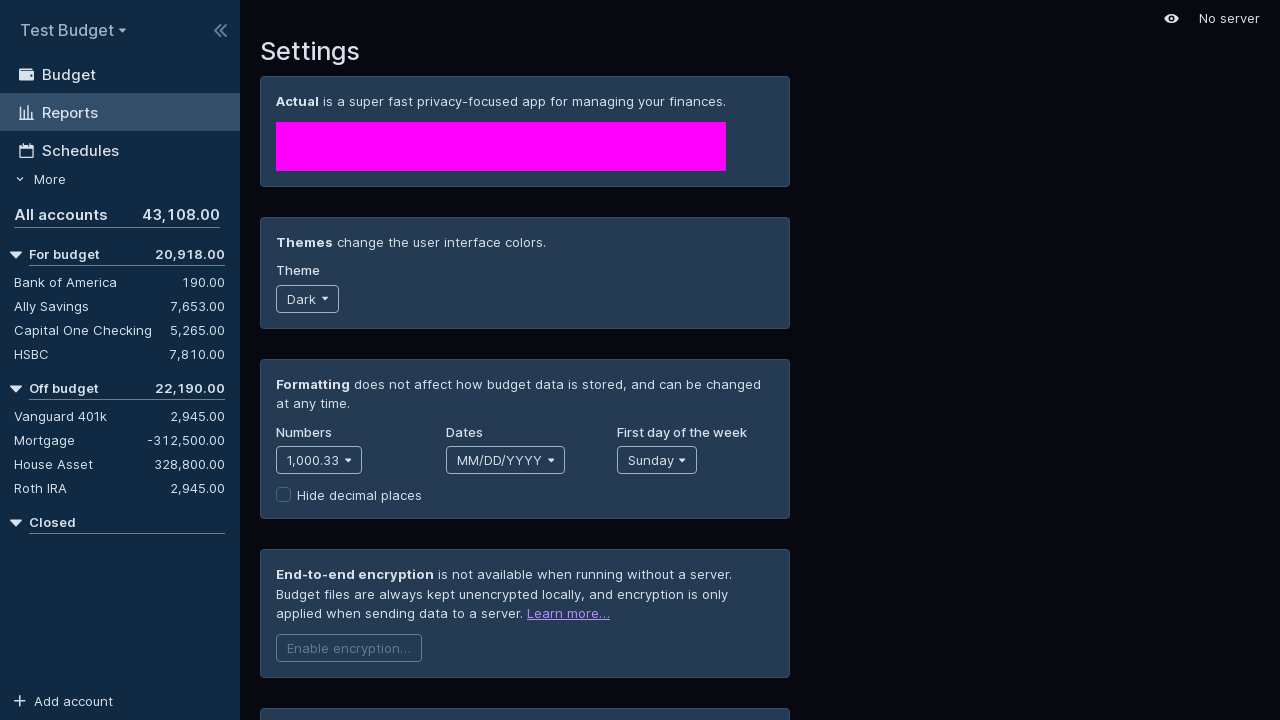 Test Budget
No server
Budget
Reports
Schedules
More
All accounts 43,108.00
For budget 20,918.00
Bank of America 190.00
Ally Savings 7,653.00
Capital One Checking 5,265.00
HSBC 7,810.00
Off budget 22,190.00
Vanguard 401k 2,945.00
Mortgage -312,500.00
House Asset 328,800.00
Roth IRA 2,945.00
Closed
Add account
Settings
Actual is a super fast privacy-focused app for managing your finances.
Themes change the user interface colors.
Theme
Dark
Formatting does not affect how budget data is stored, and can be changed
at any time.
Numbers Dates First day of the week
1,000.33 MM/DD/YYYY Sunday
Hide decimal places
End-to-end encryption is not available when running without a server.
Budget files are always kept unencrypted locally, and encryption is only
applied when sending data to a server. Learn more…
Enable encryption…